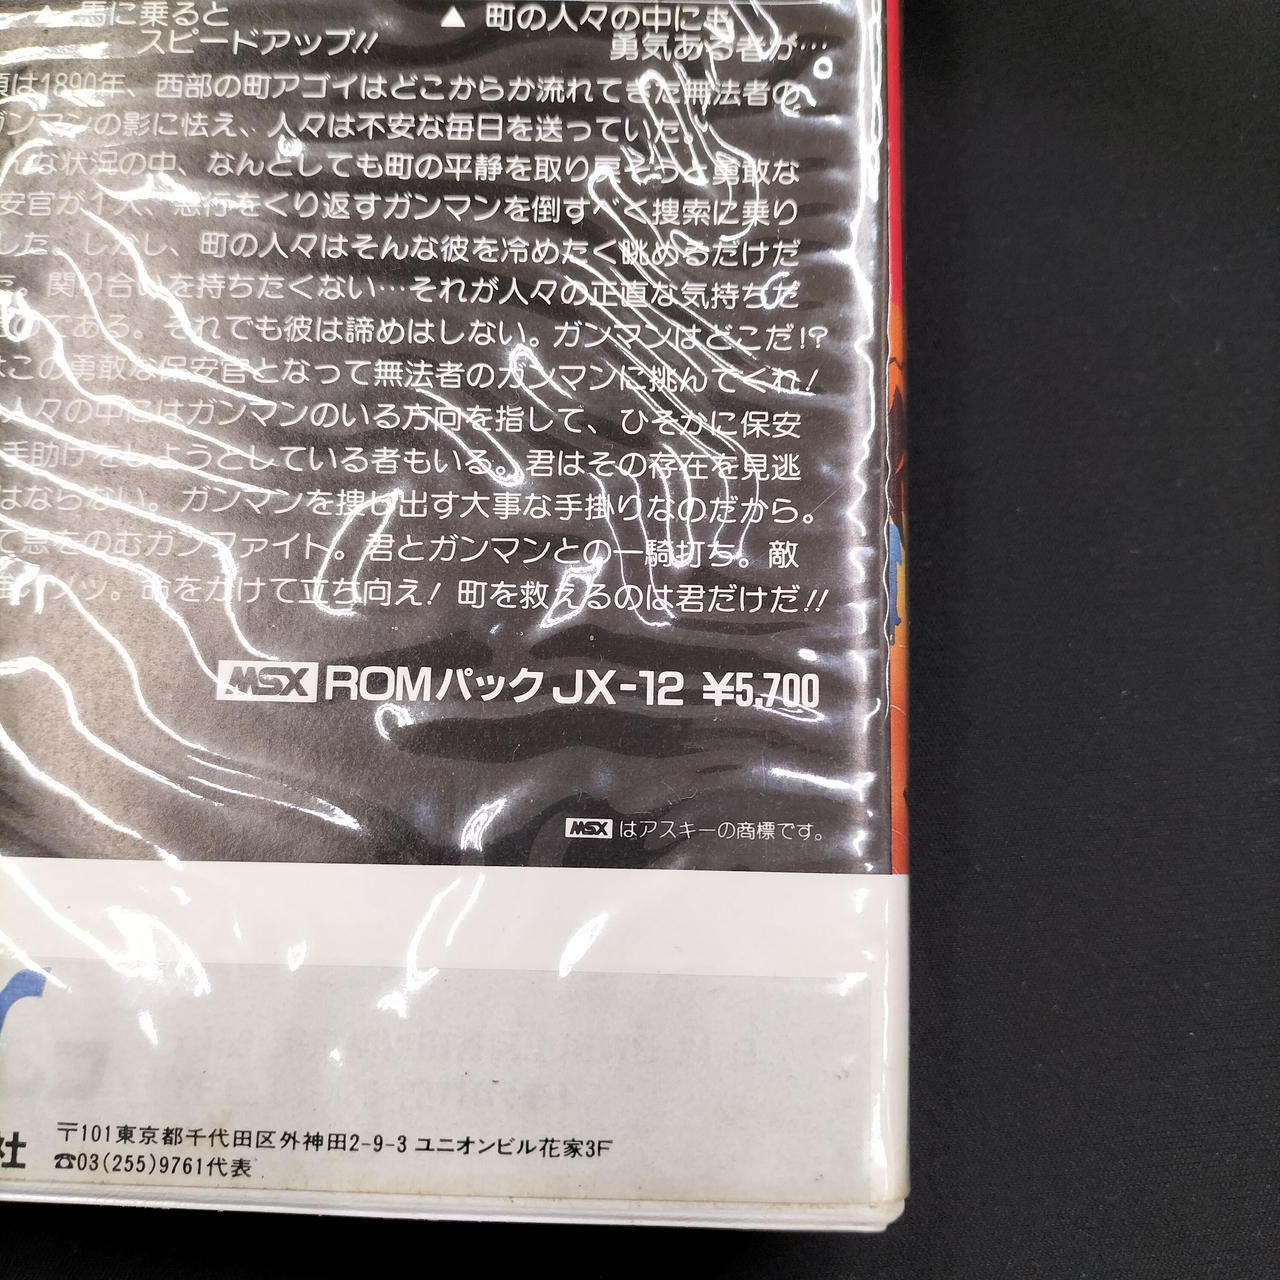 ▲ 馬に乗ると
スピードアップ!!
▲ 町の人々の中にも
勇気ある者が…
頃は1890年、西部の町アゴイはどこからか流れてきた無法者の
ガンマンの影に怯え、人々は不安な毎日を送っていた。
んな状況の中、なんとしても町の平静を取り戻そうと勇敢な
安官が1人、悪行をくり返すガンマンを倒すべく捜索に乗り
した。しかし、町の人々はそんな彼を冷めたく眺めるだけだ
た。関り合いを持ちたくない…それが人々の正直な気持ちだ
のである。それでも彼は諦めはしない。ガンマンはどこだ!?
はこの勇敢な保安官となって無法者のガンマンに挑んでくれ!
人々の中にはガンマンのいる方向を指して、ひそかに保安
手助けをしようとしている者もいる。君はその存在を見逃
はならない。ガンマンを捜し出す大事な手掛りなのだから。
て息をのむガンファイト。君とガンマンとの一騎打ち。敵
ツ。命をかけて立ち向え! 町を救えるのは君だけだ!!
MSX ROMパック JX-12 ¥5,700
MSX はアスキーの商標です。
社 〒101東京都千代田区外神田2-9-3 ユニオンビル花家3F
☎03(255)9761代表